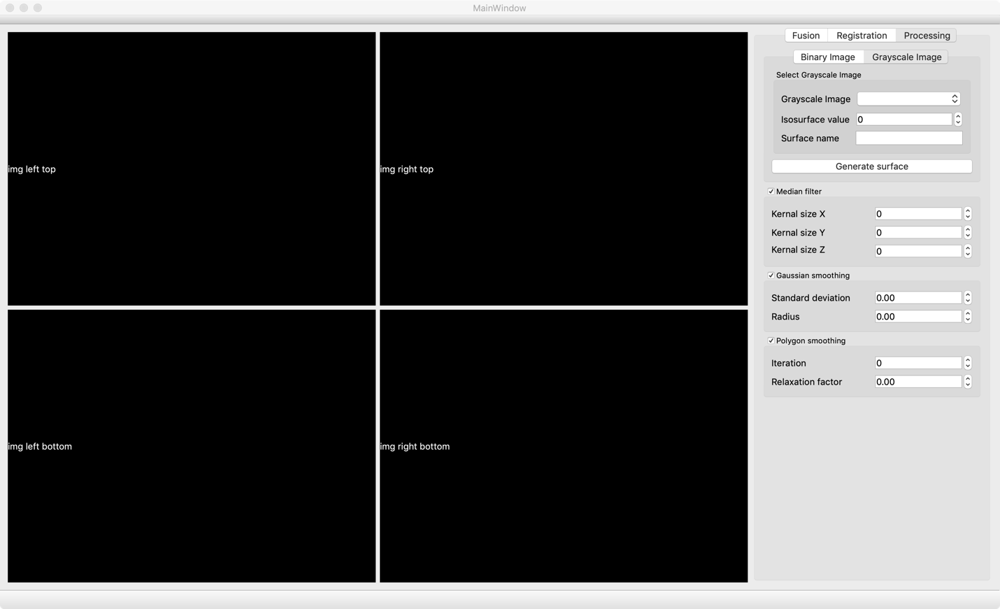 MainWindow
img left top
img right top
img left bottom
img right bottom
Fusion Registration Processing
Binary Image Grayscale Image
Select Grayscale Image
Grayscale Image
Isosurface value 0
Surface name
Generate surface
Median filter
Kernal size X 0
Kernal size Y 0
Kernal size Z 0
Gaussian smoothing
Standard deviation 0.00
Radius 0.00
Polygon smoothing
Iteration 0
Relaxation factor 0.00